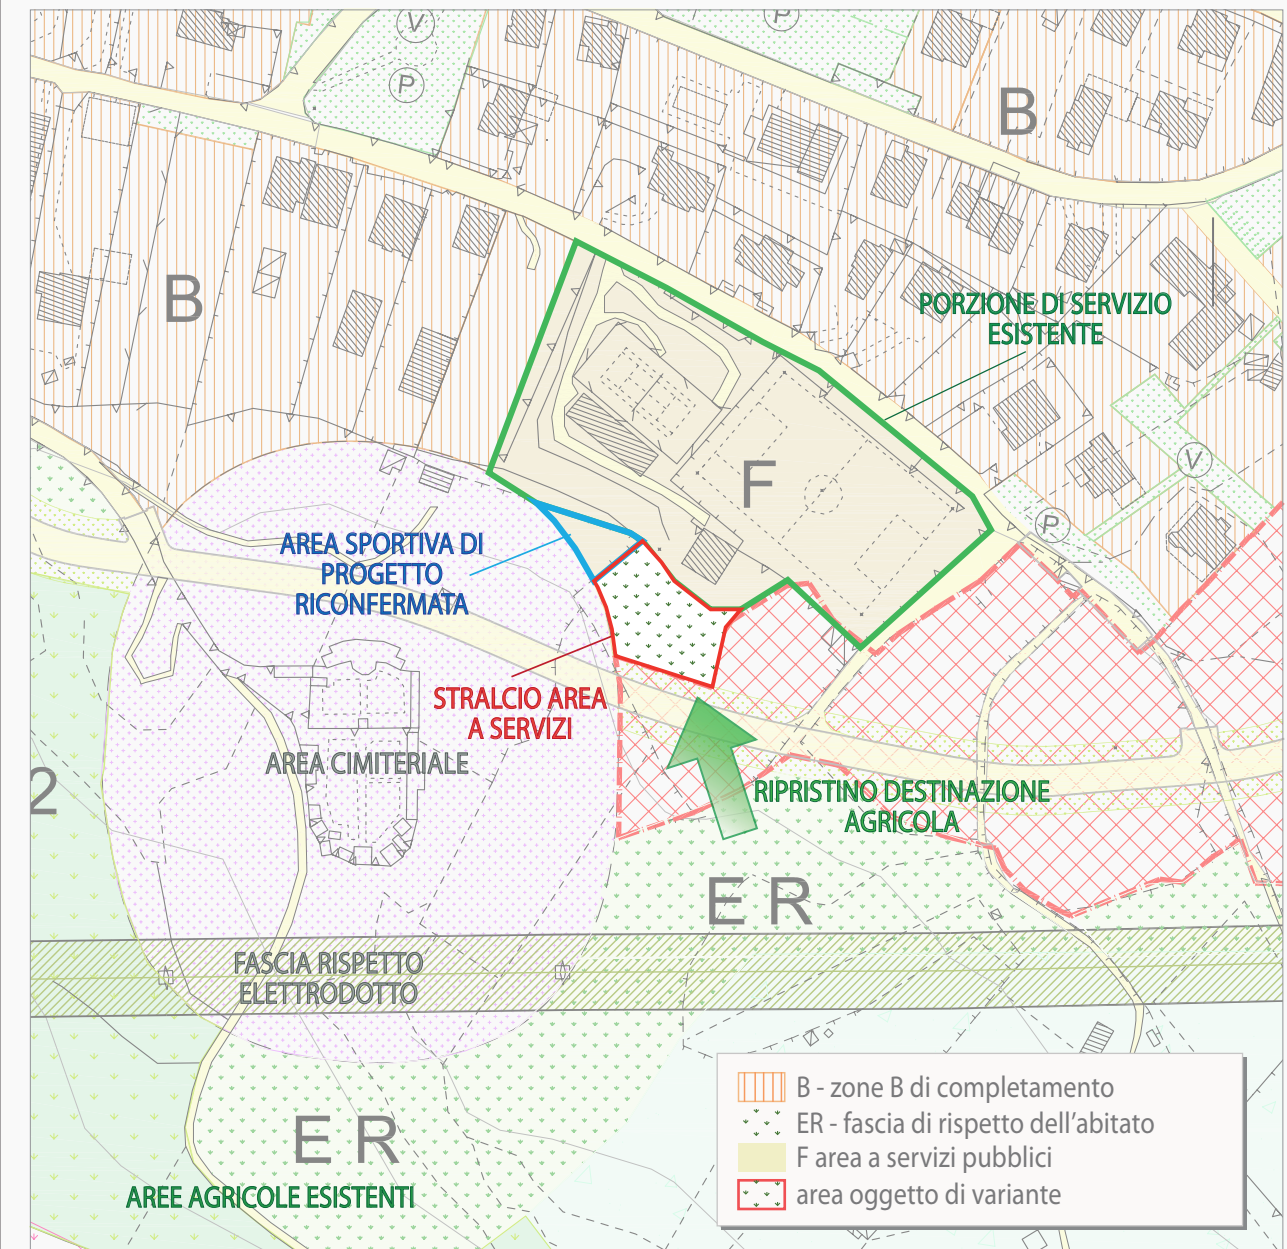 V
P
P
B
B
PORZIONE DI SERVIZIO
ESISTENTE
F
V
P
AREA SPORTIVA DI
PROGETTO
RICONFERMATA
STRALCIO AREA
A SERVIZI
AREA CIMITERIALE
2
RIPRISTINO DESTINAZIONE
AGRICOLA
E R
FASCIA RISPETTO
ELETTRODOTTO
E R
AREE AGRICOLE ESISTENTI
B - zone B di completamento
ER - fascia di rispetto dell'abitato
F area a servizi pubblici
area oggetto di variante